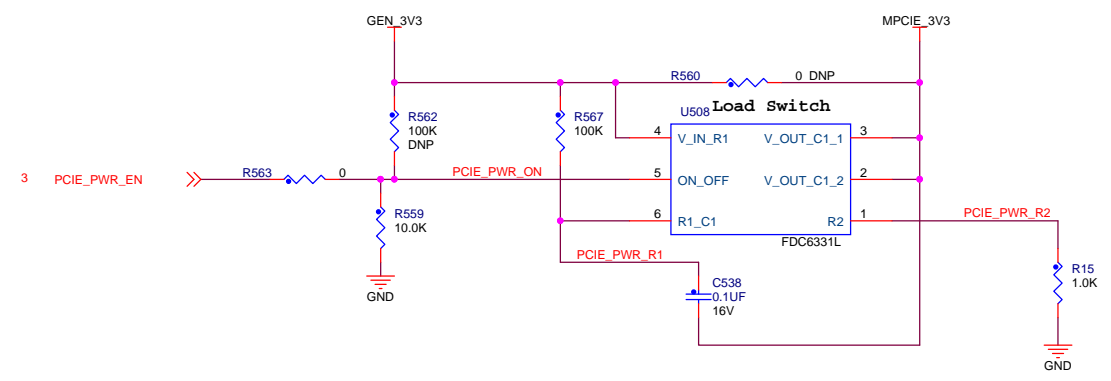 GEN_3V3
MPCIE_3V3
R560
0 DNP
U508
Load Switch
R562
100K
DNP
R567
100K
4
V_IN_R1
V_OUT_C1_1
3
3
PCIE_PWR_EN
R563
0
PCIE_PWR_ON
5
ON_OFF
V_OUT_C1_2
2
R559
10.0K
6
R1_C1
R2
1
PCIE_PWR_R2
FDC6331L
PCIE_PWR_R1
GND
C538
0.1UF
16V
R15
1.0K
GND